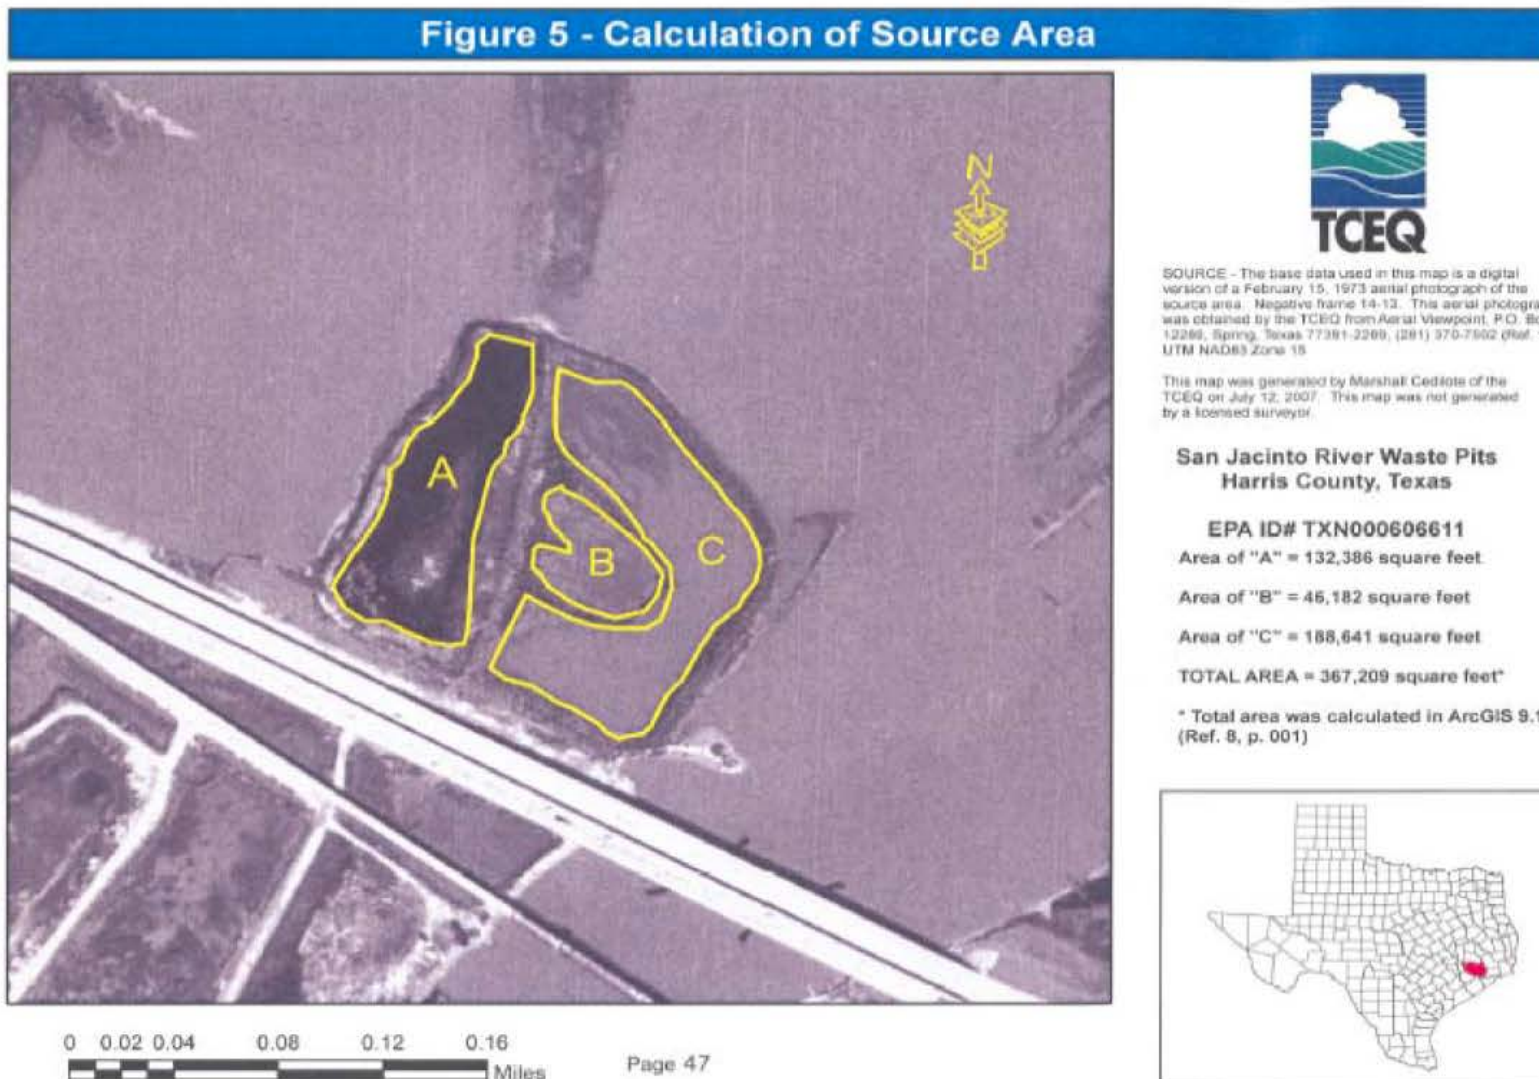 Figure 5 - Calculation of Source Area
N
A
B
C
TCEQ
SOURCE - The base data used in this map is a digital
version of a February 15, 1973 aerial photograph of the
source area. Negative frame 14-13. This aerial photogra
was obtained by the TCEQ from Aerial Viewpoint, P.O. Bo
Spring, Texas 77391-2289, (281) (Ref.
UTM NAD83 Zone 15
This map was generated by Marshall of the
TCEQ on July 12, 2007. This map was not generated
by a licensed surveyor.
San Jacinto River Waste Pits
Harris County, Texas
EPA ID# TXN000606611
Area of "A" = 132,386 square feet
Area of "B" = 46,182 square feet
Area of "C" = 188,641 square feet
TOTAL AREA = 367,209 square feet*
* Total area was calculated in ArcGIS 9.1
(Ref. 8, p. 001)
0 0.02 0.04 0.08 0.12 0.16
Miles
Page 47